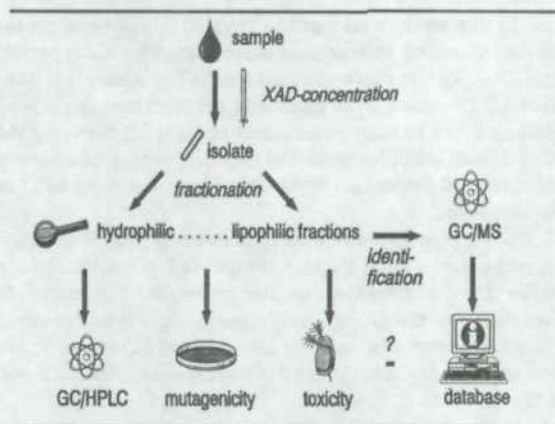 sample
XAD-concentration
isolate
fractionation
hydrophilic ...... lipophilic fractions
GC/MS
identi-
fication
?
=
GC/HPLC
mutagenicity
toxicity
database